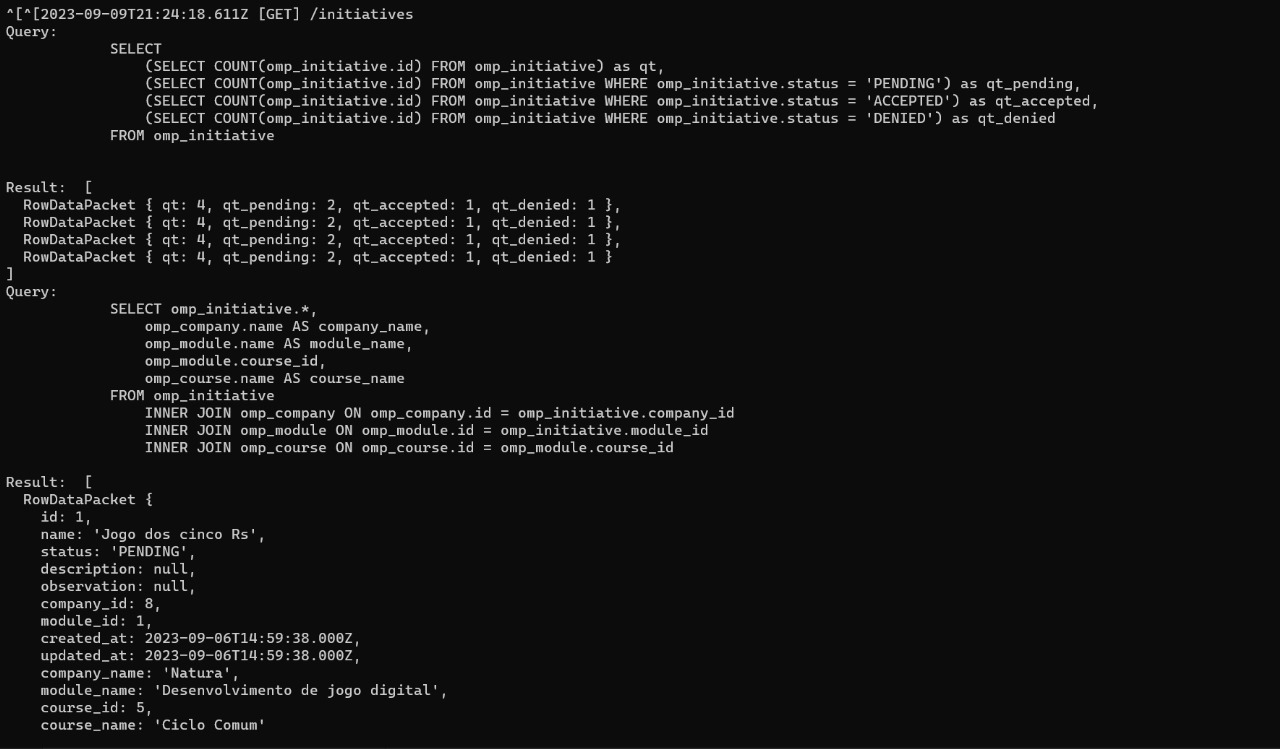 ^[^[2023-09-09T21:24:18.611Z [GET] /initiatives
Query:
            SELECT
                (SELECT COUNT(omp_initiative.id) FROM omp_initiative) as qt,
                (SELECT COUNT(omp_initiative.id) FROM omp_initiative WHERE omp_initiative.status = 'PENDING') as qt_pending,
                (SELECT COUNT(omp_initiative.id) FROM omp_initiative WHERE omp_initiative.status = 'ACCEPTED') as qt_accepted,
                (SELECT COUNT(omp_initiative.id) FROM omp_initiative WHERE omp_initiative.status = 'DENIED') as qt_denied
            FROM omp_initiative
Result:  [
  RowDataPacket { qt: 4, qt_pending: 2, qt_accepted: 1, qt_denied: 1 },
  RowDataPacket { qt: 4, qt_pending: 2, qt_accepted: 1, qt_denied: 1 },
  RowDataPacket { qt: 4, qt_pending: 2, qt_accepted: 1, qt_denied: 1 },
  RowDataPacket { qt: 4, qt_pending: 2, qt_accepted: 1, qt_denied: 1 }
]
Query:
            SELECT omp_initiative.*,
                omp_company.name AS company_name,
                omp_module.name AS module_name,
                omp_module.course_id,
                omp_course.name AS course_name
            FROM omp_initiative
                INNER JOIN omp_company ON omp_company.id = omp_initiative.company_id
                INNER JOIN omp_module ON omp_module.id = omp_initiative.module_id
                INNER JOIN omp_course ON omp_course.id = omp_module.course_id
Result:  [
  RowDataPacket {
    id: 1,
    name: 'Jogo dos cinco Rs',
    status: 'PENDING',
    description: null,
    observation: null,
    company_id: 8,
    module_id: 1,
    created_at: 2023-09-06T14:59:38.000Z,
    updated_at: 2023-09-06T14:59:38.000Z,
    company_name: 'Natura',
    module_name: 'Desenvolvimento de jogo digital',
    course_id: 5,
    course_name: 'Ciclo Comum'